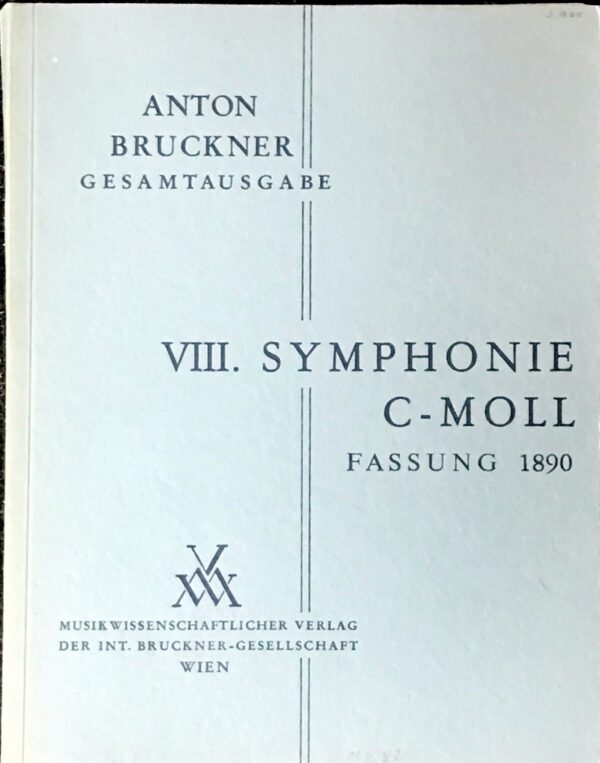 ANTON
BRUCKNER
GESAMTAUSGABE
VIII. SYMPHONIE
C-MOLL
FASSUNG 1890
MUSIKWISSENSCHAFTLICHER VERLAG
DER INT. BRUCKNER-GESELLSCHAFT
WIEN